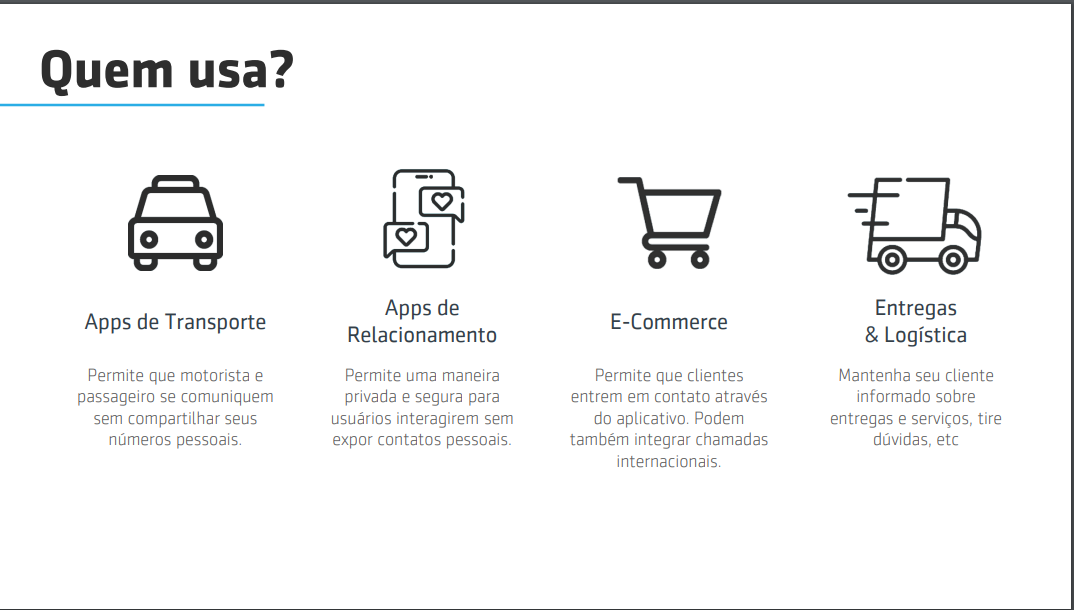 Quem usa?
Apps de Transporte
Permite que motorista e
passageiro se comuniquem
sem compartilhar seus
números pessoais.
Apps de
Relacionamento
Permite uma maneira
privada e segura para
usuários interagirem sem
expor contatos pessoais.
E-Commerce
Permite que clientes
entrem em contato através
do aplicativo. Podem
também integrar chamadas
internacionais.
Entregas
& Logística
Mantenha seu cliente
informado sobre
entregas e serviços, tire
dúvidas, etc